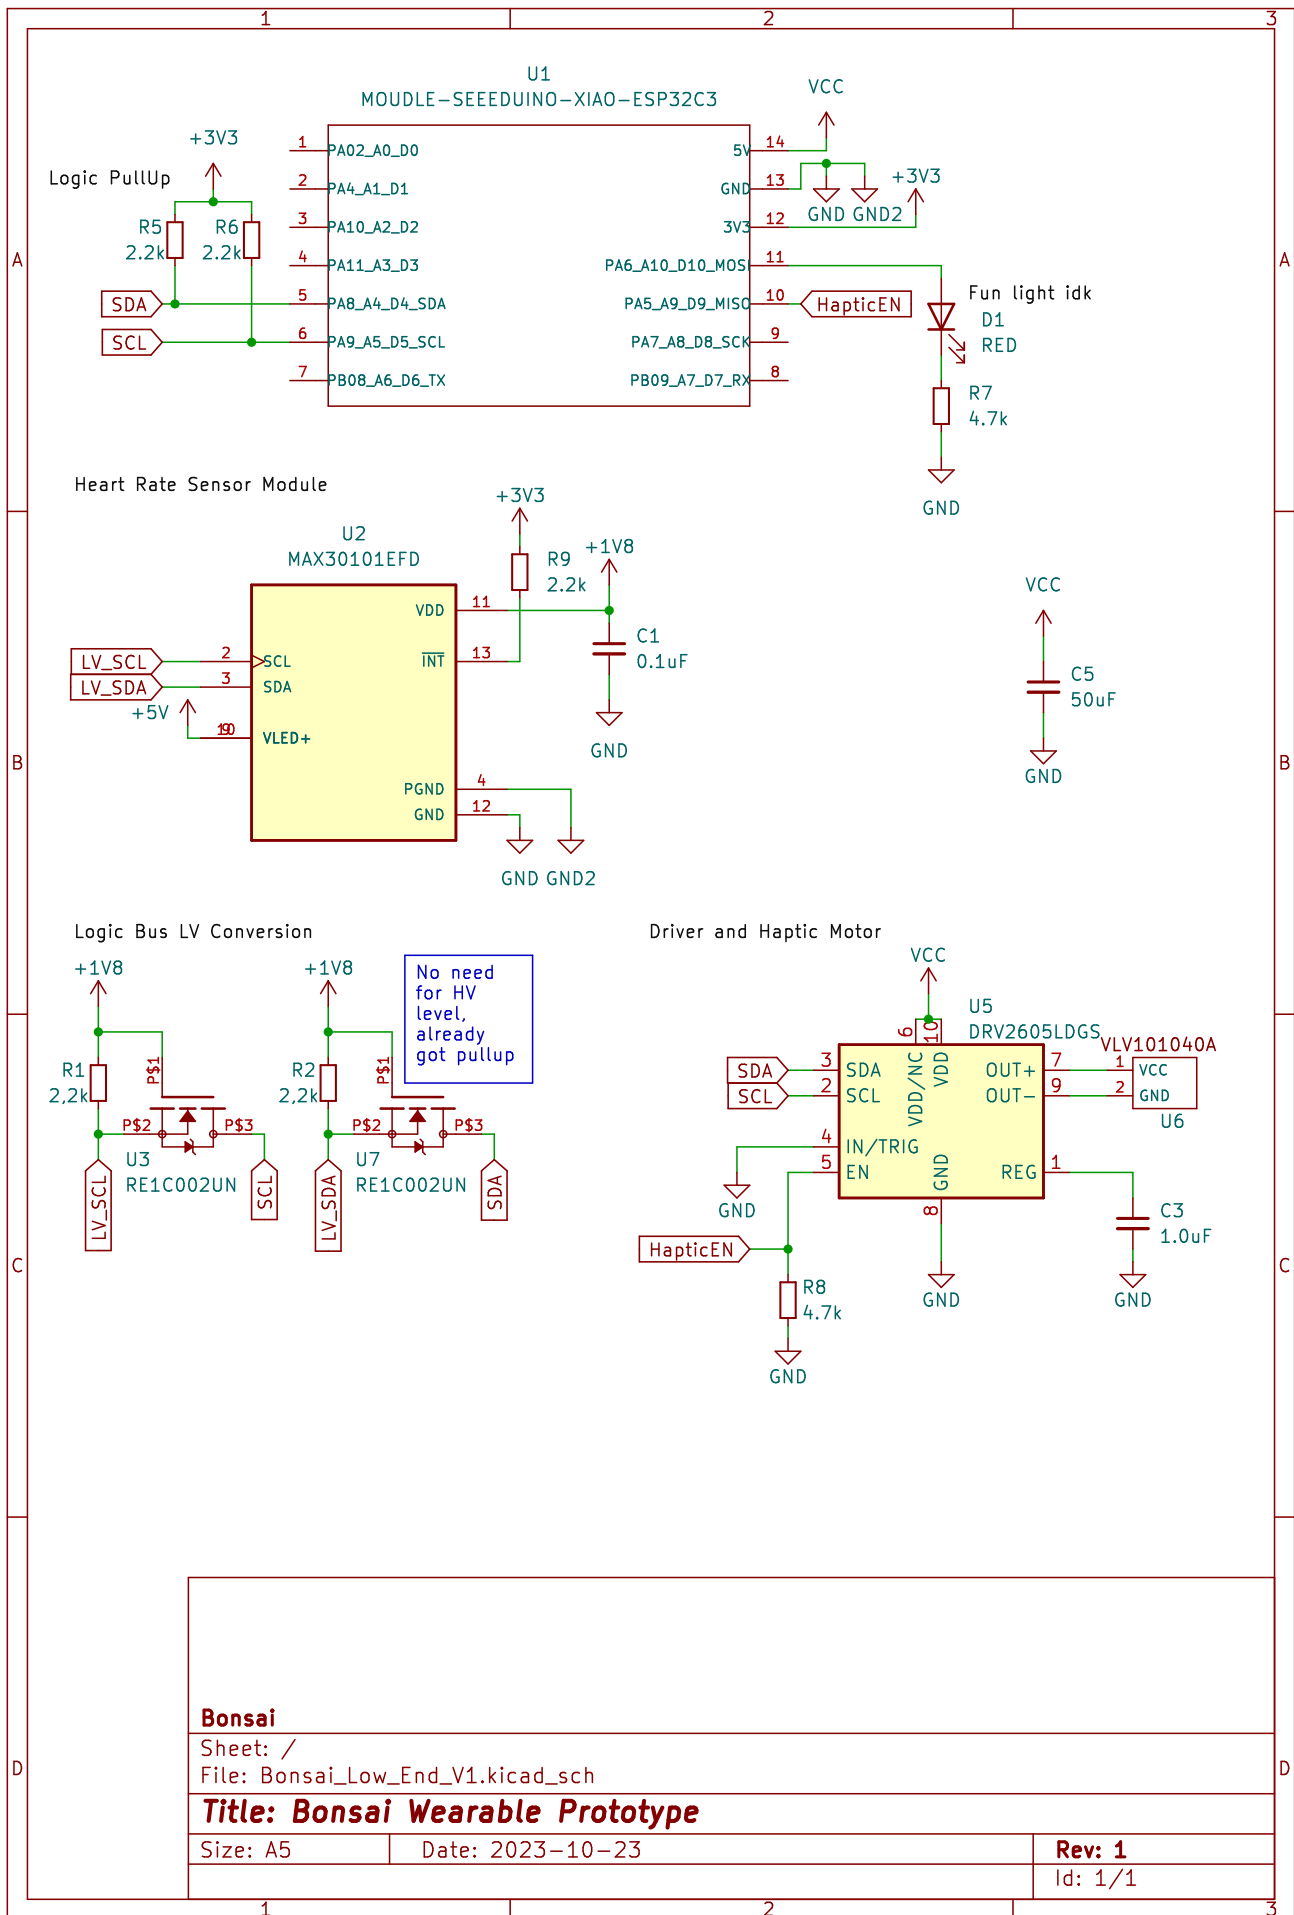 1
2
3
U1
MOUDLE-SEEEDUINO-XIAO-ESP32C3
VCC
+3V3
Logic PullUp
R5
2.2k
R6
2.2k
SDA
SCL
1
PA02_A0_D0
2
PA4_A1_D1
3
PA10_A2_D2
4
PA11_A3_D3
5
PA8_A4_D4_SDA
6
PA9_A5_D5_SCL
7
PB08_A6_D6_TX
5V
14
GND
13
3V3
12
PA6_A10_D10_MOSI
11
PA5_A9_D9_MISO
10
PA7_A8_D8_SCK
9
PB09_A7_D7_RX
8
GND
GND2
+3V3
HapticEN
Fun light idk
D1
RED
R7
4.7k
GND
A
A
Heart Rate Sensor Module
U2
MAX30101EFD
+3V3
R9
2.2k
+1V8
VDD
11
INT
13
C1
0.1uF
GND
LV_SCL
2
SCL
LV_SDA
3
SDA
+5V
10
9
VLED+
PGND
4
GND
12
GND
GND2
VCC
C5
50uF
GND
B
B
Logic Bus LV Conversion
+1V8
R1
2,2k
P$1
P$2
P$3
U3
RE1C002UN
LV_SCL
SCL
+1V8
R2
2,2k
P$1
P$2
P$3
U7
RE1C002UN
LV_SDA
SDA
No need
for HV
level,
already
got pullup
Driver and Haptic Motor
VCC
U5
DRV2605LDGS
6
10
VDD/NC
VDD
SDA
3
SDA
SCL
2
SCL
4
IN/TRIG
5
EN
GND
8
OUT+
7
OUT-
9
REG
1
VLV101040A
1
VCC
2
GND
U6
GND
HapticEN
R8
4.7k
GND
GND
C3
1.0uF
GND
C
C
D
D
Bonsai
Sheet: /
File: Bonsai_Low_End_V1.kicad_sch
Title: Bonsai Wearable Prototype
Size: A5
Date: 2023-10-23
Rev: 1
Id: 1/1
1
2
3